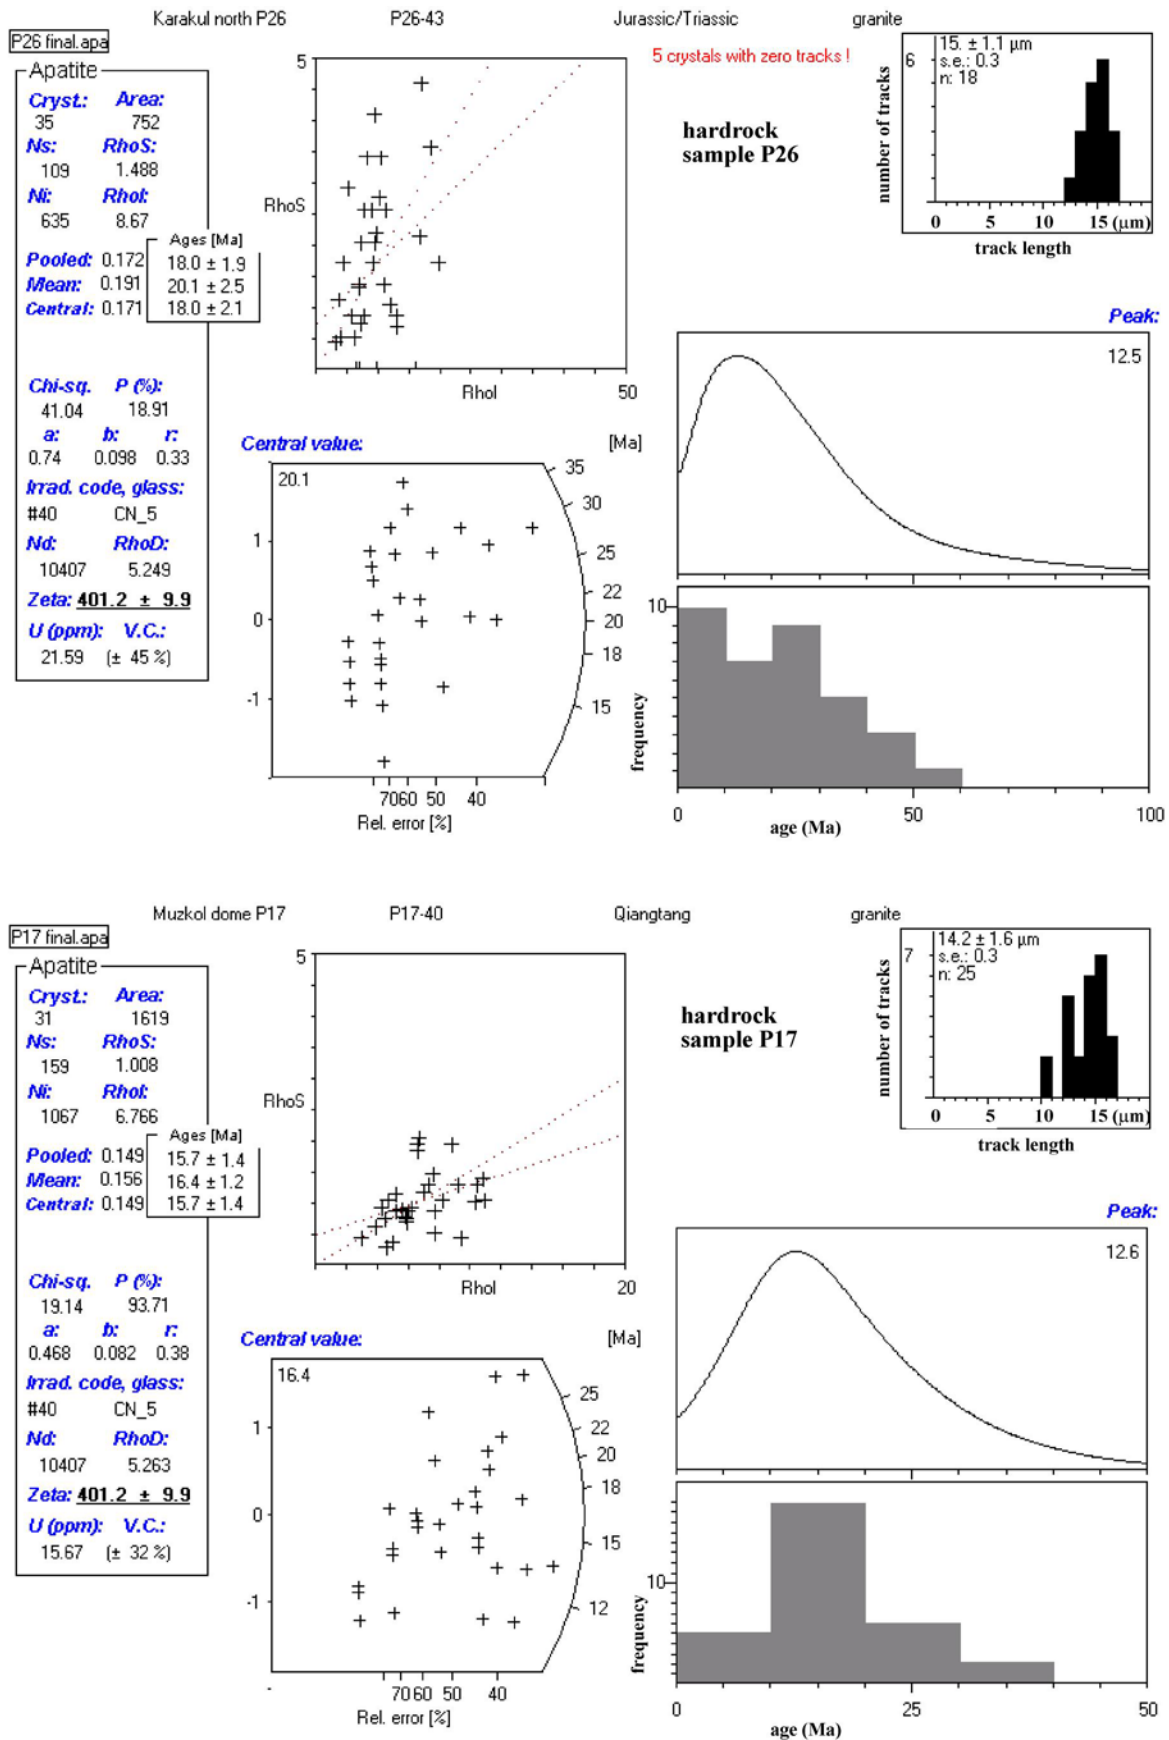 Karakul north P26 P26-43 Jurassic/Triassic granite
P26 final.apa
Apatite
Cryst.: Area:
35 752
Ns: RhoS:
109 1.488
Ni: RhoI:
635 8.67
Ages [Ma]
Pooled: 0.172 18.0 ± 1.9
Mean: 0.191 20.1 ± 2.5
Central: 0.171 18.0 ± 2.1
Chi-sq. P (%):
41.04 18.91
a: b: r:
0.74 0.098 0.33
Irrad. code, glass:
#40 CN_5
Nd: RhoD:
10407 5.249
Zeta: 401.2 ± 9.9
U (ppm): V.C.:
21.59 (± 45 %)
5
RhoS
RhoI
50
5 crystals with zero tracks !
hardrock
sample P26
15. ± 1.1 µm
s.e.: 0.3
n: 18
6
number of tracks
0 5 10 15 (µm)
track length
Central value: [Ma]
20.1
35
30
25
22
20
18
15
1
0
-1
70 60 50 40
Rel. error [%]
Peak:
12.5
10
frequency
0 50 100
age (Ma)
Muzkol dome P17 P17-40 Qiangtang granite
P17 final.apa
Apatite
Cryst.: Area:
31 1619
Ns: RhoS:
159 1.008
Ni: RhoI:
1067 6.766
Ages [Ma]
Pooled: 0.149 15.7 ± 1.4
Mean: 0.156 16.4 ± 1.2
Central: 0.149 15.7 ± 1.4
Chi-sq. P (%):
19.14 93.71
a: b: r:
0.468 0.082 0.38
Irrad. code, glass:
#40 CN_5
Nd: RhoD:
10407 5.263
Zeta: 401.2 ± 9.9
U (ppm): V.C.:
15.67 (± 32 %)
5
RhoS
RhoI
20
hardrock
sample P17
14.2 ± 1.6 µm
s.e.: 0.3
n: 25
7
number of tracks
0 5 10 15 (µm)
track length
Central value: [Ma]
16.4
25
22
20
18
15
12
1
0
-1
70 60 50 40
Rel. error [%]
Peak:
12.6
10
frequency
0 25 50
age (Ma)